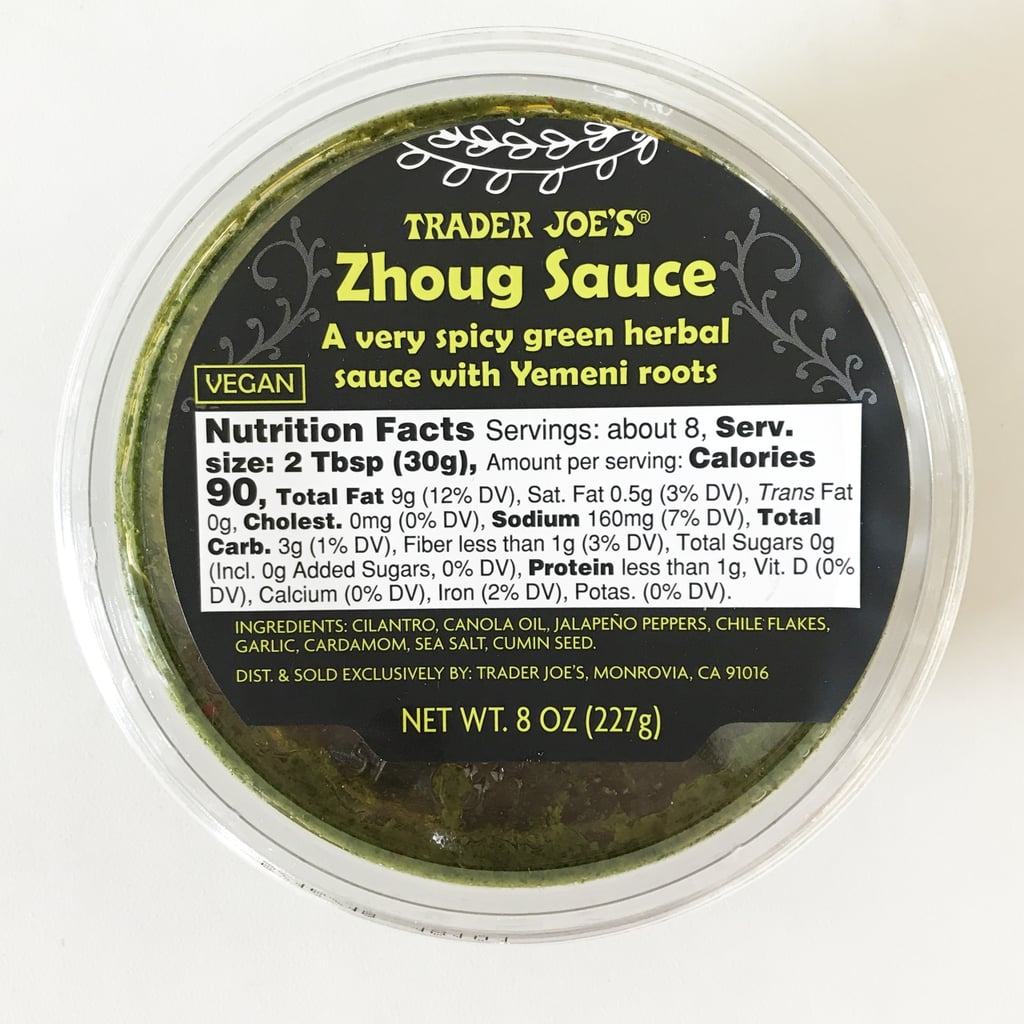 TRADER JOE'S®
Zhoug Sauce
A very spicy green herbal
sauce with Yemeni roots
VEGAN
Nutrition Facts Servings: about 8, Serv.
size: 2 Tbsp (30g), Amount per serving: Calories
90, Total Fat 9g (12% DV), Sat. Fat 0.5g (3% DV), Trans Fat
0g, Cholest. 0mg (0% DV), Sodium 160mg (7% DV), Total
Carb. 3g (1% DV), Fiber less than 1g (3% DV), Total Sugars 0g
(Incl. 0g Added Sugars, 0% DV), Protein less than 1g, Vit. D (0%
DV), Calcium (0% DV), Iron (2% DV), Potas. (0% DV).
INGREDIENTS: CILANTRO, CANOLA OIL, JALAPEÑO PEPPERS, CHILE FLAKES,
GARLIC, CARDAMOM, SEA SALT, CUMIN SEED.
DIST. & SOLD EXCLUSIVELY BY: TRADER JOE'S, MONROVIA, CA 91016
NET WT. 8 OZ (227g)